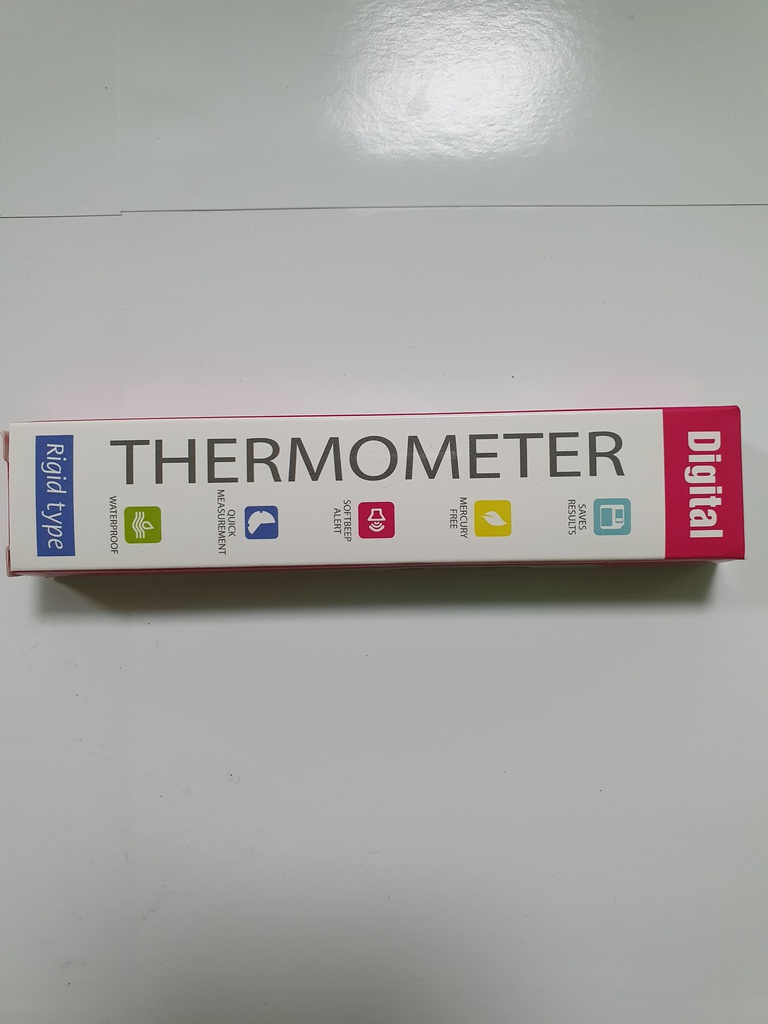 Digital
THERMOMETER
SAVES
RESULTS
MERCURY
FREE
SOFTBEEP
ALERT
QUICK
MEASUREMENT
WATERPROOF
Rigid type